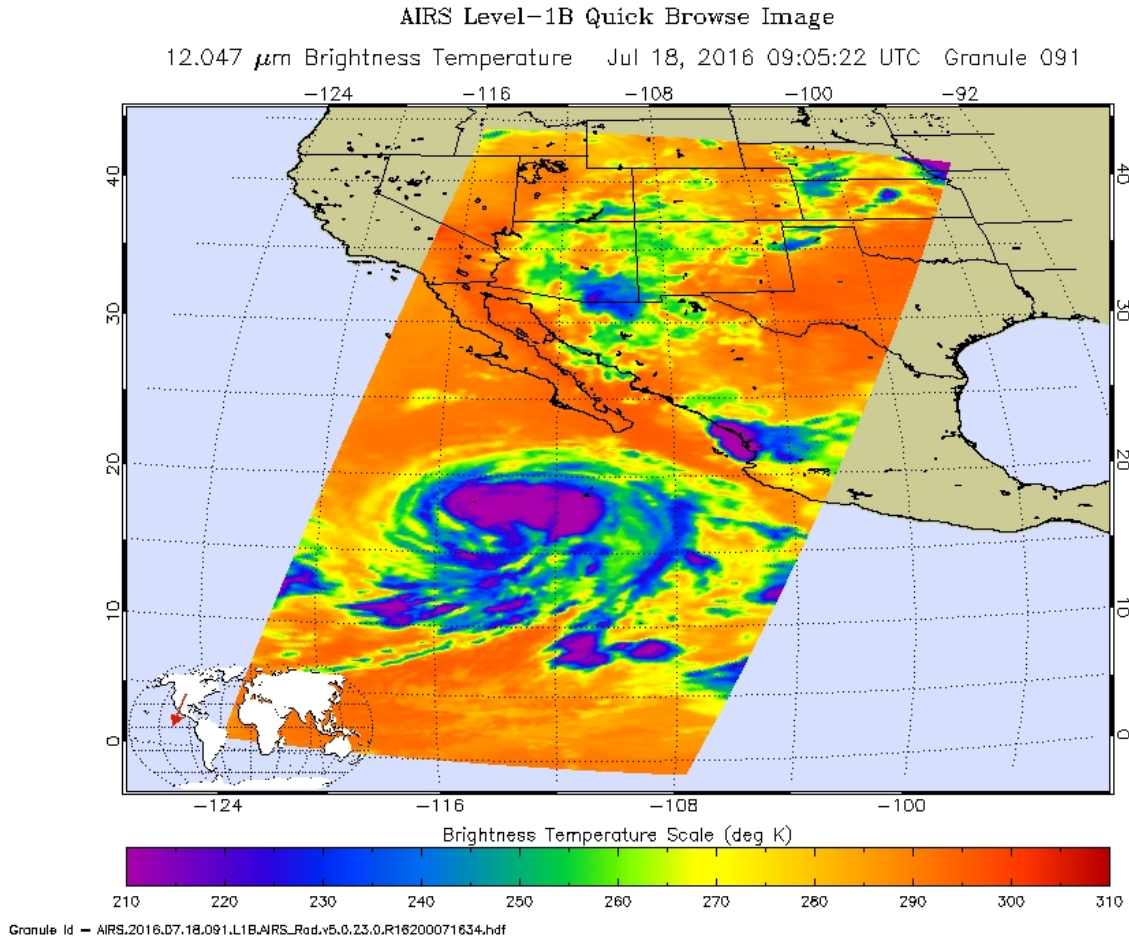 AIRS Level-1B Quick Browse Image
12.047 μm Brightness Temperature Jul 18, 2016 09:05:22 UTC Granule 091
-124 -116 -108 -100 -92
40 40
30 30
20 20
10 10
0 0
-124 -116 -108 -100
Brightness Temperature Scale (deg K)
210 220 230 240 250 260 270 280 290 300 310
Granule Id - AIRS.2016.07.18.091.L1B.AIRS_Rad.v5.0.23.0.R16200071634.hdf